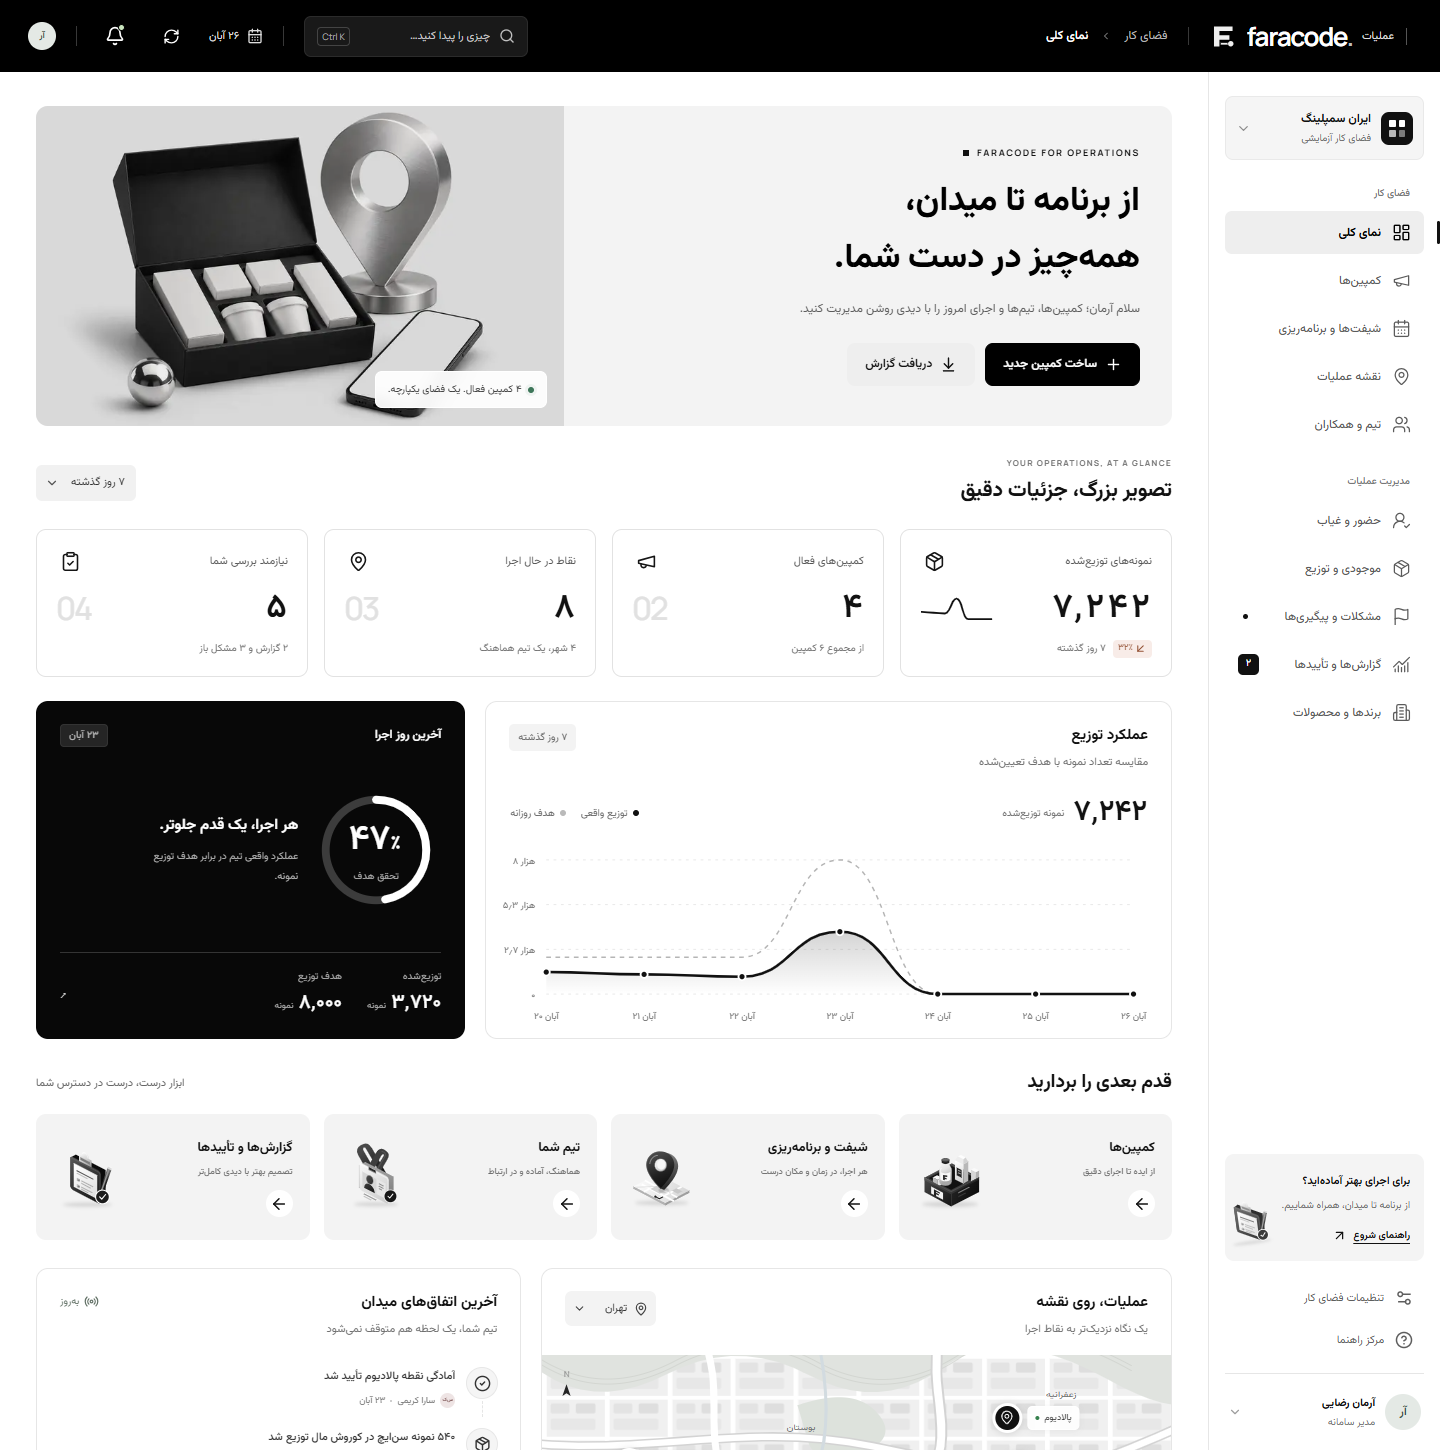 عملیات
faracode.
فضای کار
نمای کلی
چیزی را پیدا کنید...
Ctrl K
۲۶ آبان
آر
ایران سمپلینگ
فضای کار آزمایشی
فضای کار
نمای کلی
کمپین‌ها
شیفت‌ها و برنامه‌ریزی
نقشه عملیات
تیم و همکاران
مدیریت عملیات
حضور و غیاب
موجودی و توزیع
مشکلات و پیگیری‌ها
گزارش‌ها و تأییدها
۲
برندها و محصولات
برای اجرای بهتر آماده‌اید؟
از برنامه تا میدان، همراه شماییم.
راهنمای شروع
تنظیمات فضای کار
مرکز راهنما
آرمان رضایی
مدیر سامانه
آر
FARACODE FOR OPERATIONS
از برنامه تا میدان،
همه‌چیز در دست شما.
سلام آرمان؛ کمپین‌ها، تیم‌ها و اجرای امروز را با دیدی روشن مدیریت کنید.
ساخت کمپین جدید
دریافت گزارش
۴ کمپین فعال. یک فضای یکپارچه.
YOUR OPERATIONS, AT A GLANCE
تصویر بزرگ، جزئیات دقیق
۷ روز گذشته
نمونه‌های توزیع‌شده
۷,۲۴۲
۳۲٪
۷ روز گذشته
کمپین‌های فعال
۴
02
از مجموع ۶ کمپین
نقاط در حال اجرا
۸
03
۴ شهر، یک تیم هماهنگ
نیازمند بررسی شما
۵
04
۲ گزارش و ۳ مشکل باز
عملکرد توزیع
۷ روز گذشته
مقایسه تعداد نمونه با هدف تعیین‌شده
۷,۲۴۲ نمونه توزیع‌شده
توزیع واقعی
هدف روزانه
۸ هزار
۵٫۳ هزار
۲٫۷ هزار
۰
۲۰ آبان
۲۱ آبان
۲۲ آبان
۲۳ آبان
۲۴ آبان
۲۵ آبان
۲۶ آبان
آخرین روز اجرا
۲۳ آبان
۴۷٪
تحقق هدف
هر اجرا، یک قدم جلوتر.
عملکرد واقعی تیم در برابر هدف توزیع
نمونه.
توزیع‌شده
۳,۷۲۰ نمونه
هدف توزیع
۸,۰۰۰ نمونه
قدم بعدی را بردارید
ابزار درست، درست در دسترس شما
کمپین‌ها
از ایده تا اجرای دقیق
شیفت و برنامه‌ریزی
هر اجرا، در زمان و مکان درست
تیم شما
هماهنگ، آماده و در ارتباط
گزارش‌ها و تأییدها
تصمیم بهتر با دیدی کامل‌تر
عملیات، روی نقشه
یک نگاه نزدیک‌تر به نقاط اجرا
تهران
N
زعفرانیه
پالادیوم
بوستان
آخرین اتفاق‌های میدان
به‌روز
تیم شما، یک لحظه هم متوقف نمی‌شود
آمادگی نقطه پالادیوم تأیید شد
سارا کریمی · ۲۳ آبان
۵۴۰ نمونه سن‌ایچ در کوروش مال توزیع شد